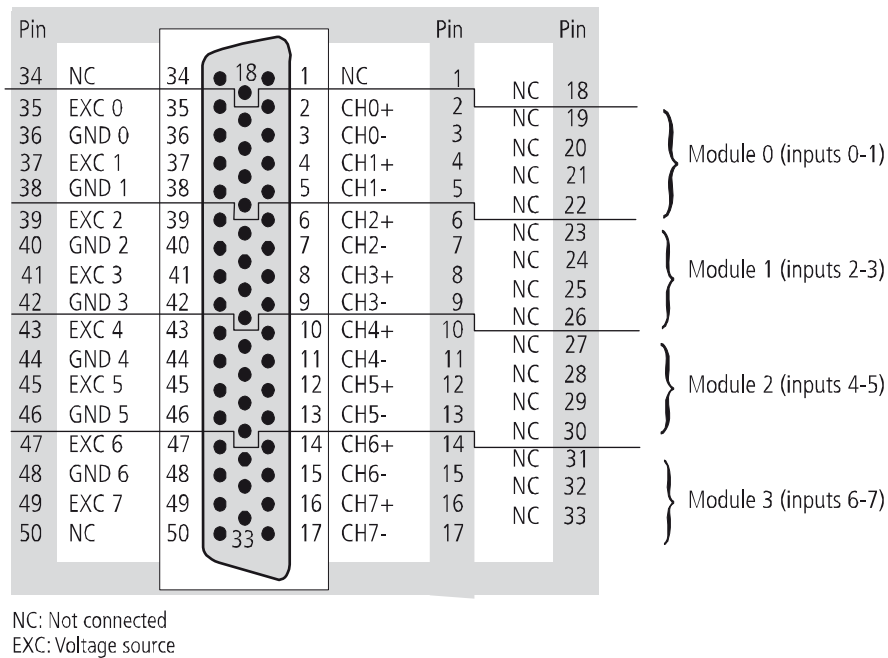 Pin Pin Pin
34 NC 34 18 1 NC 1
NC 18
35 EXC 0 35 2 CH0+ 2
NC 19
36 GND 0 36 3 CH0- 3
NC 20
Module 0 (inputs 0-1)
37 EXC 1 37 4 CH1+ 4
NC 21
38 GND 1 38 5 CH1- 5
NC 22
39 EXC 2 39 6 CH2+ 6
NC 23
40 GND 2 40 7 CH2- 7
NC 24
Module 1 (inputs 2-3)
41 EXC 3 41 8 CH3+ 8
NC 25
42 GND 3 42 9 CH3- 9
NC 26
43 EXC 4 43 10 CH4+ 10
NC 27
44 GND 4 44 11 CH4- 11
NC 28
45 EXC 5 45 12 CH5+ 12
Module 2 (inputs 4-5)
NC 29
46 GND 5 46 13 CH5- 13
NC 30
47 EXC 6 47 14 CH6+ 14
NC 31
48 GND 6 48 15 CH6- 15
NC 32
49 EXC 7 49 16 CH7+ 16
Module 3 (inputs 6-7)
NC 33
50 NC 50 33 17 CH7- 17
NC: Not connected
EXC: Voltage source